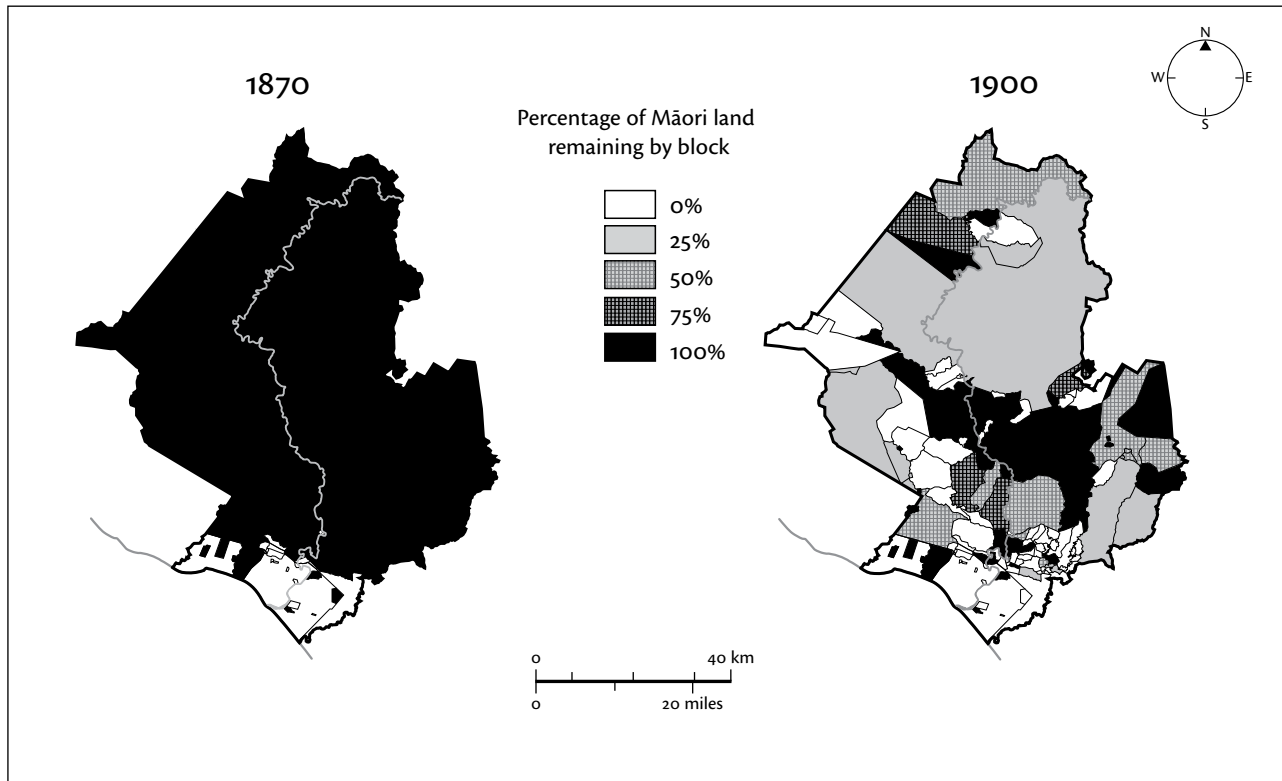 1870
1900
N
W
E
S
Percentage of Māori land
remaining by block
0%
25%
50%
75%
100%
0
40 km
0
20 miles